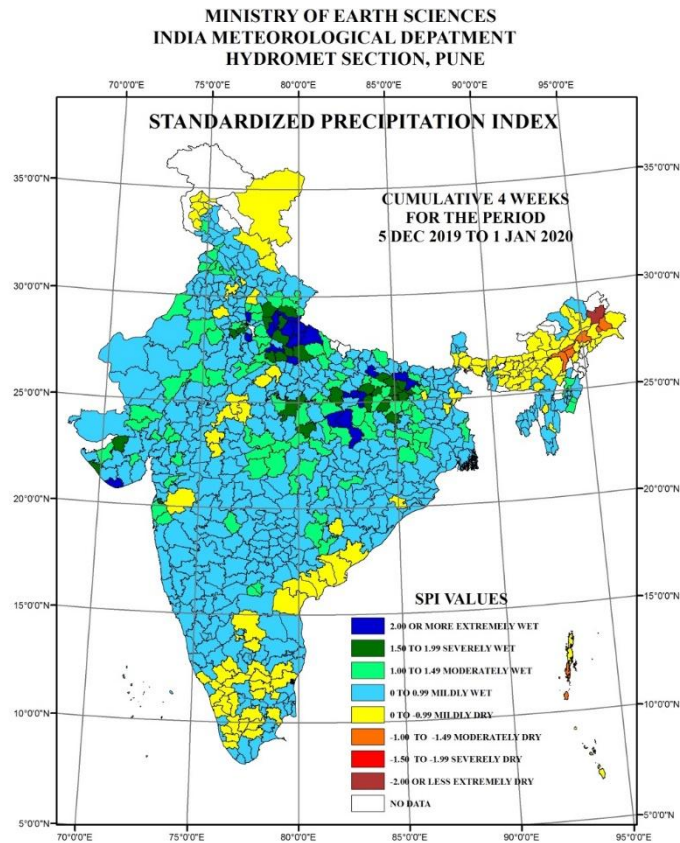 MINISTRY OF EARTH SCIENCES
INDIA METEOROLOGICAL DEPATMENT
HYDROMET SECTION, PUNE
70°0'0"E 75°0'0"E 80°0'0"E 85°0'0"E 90°0'0"E 95°0'0"E
STANDARDIZED PRECIPITATION INDEX
35°0'0"N 35°0'0"N
CUMULATIVE 4 WEEKS
FOR THE PERIOD
5 DEC 2019 TO 1 JAN 2020
30°0'0"N 30°0'0"N
25°0'0"N 25°0'0"N
20°0'0"N 20°0'0"N
15°0'0"N 15°0'0"N
SPI VALUES
2.00 OR MORE EXTREMELY WET
1.50 TO 1.99 SEVERELY WET
1.00 TO 1.49 MODERATELY WET
10°0'0"N 10°0'0"N
0 TO 0.99 MILDLY WET
0 TO -0.99 MILDLY DRY
-1.00 TO -1.49 MODERATELY DRY
-1.50 TO -1.99 SEVERELY DRY
-2.00 OR LESS EXTREMELY DRY
NO DATA
5°0'0"N 5°0'0"N
70°0'0"E 75°0'0"E 80°0'0"E 85°0'0"E 90°0'0"E 95°0'0"E